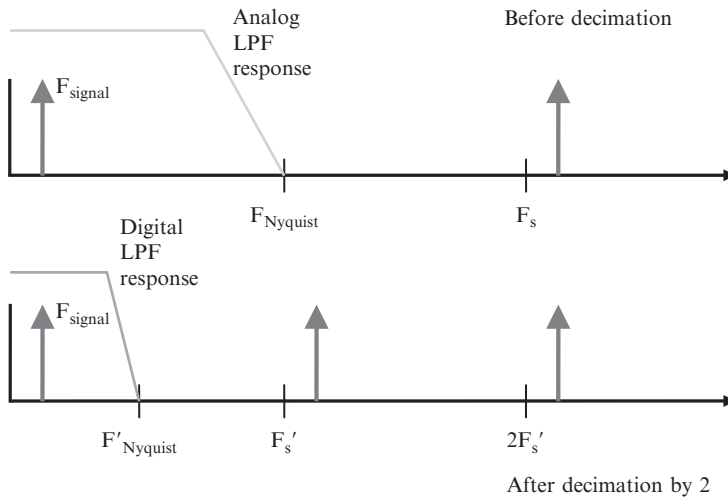 Analog
LPF
response
Before decimation
F_signal
F_Nyquist
F_s
Digital
LPF
response
F_signal
F'_Nyquist
F_s'
2F_s'
After decimation by 2